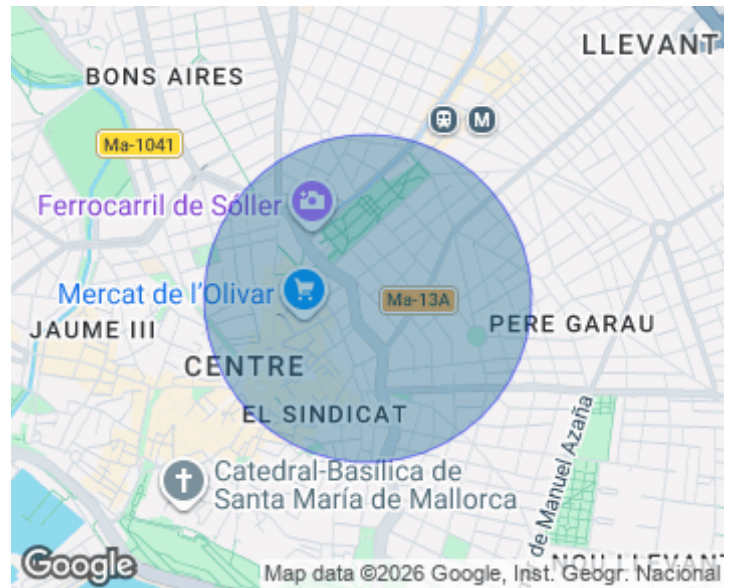 LLEVANT
BONS AIRES
M
Ma-1041
Ferrocarril de Sóller
Mercat de l'Olivar
Ma-13A
JAUME III
PERE GARAU
CENTRE
EL SINDICAT
de Manuel Azaña
Catedral-Basílica de
Santa María de Mallorca
Google
Map data ©2026 Google, Inst. Geogr. Nacional